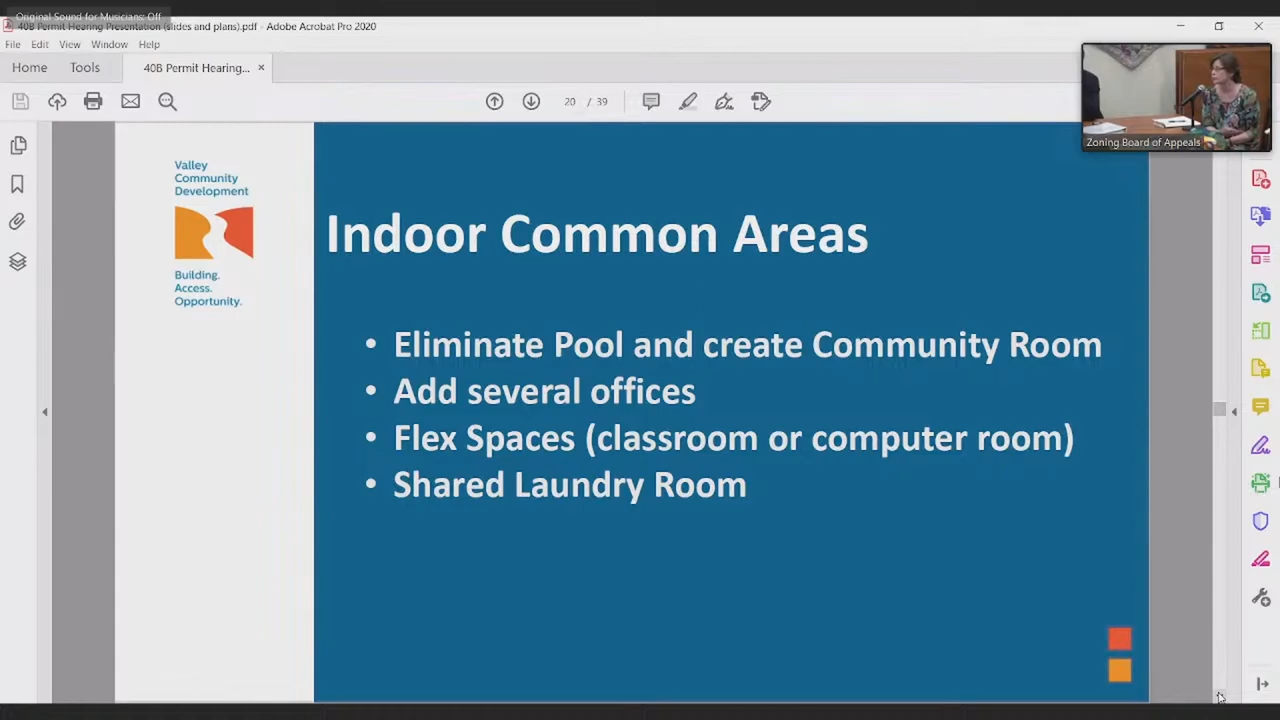 Original Sound for Musicians: Off
40B Permit Hearing Presentation (slides and plans).pdf - Adobe Acrobat Pro 2020
File Edit View Window Help
Home Tools 40B Permit Hearing... ×
20 / 39
Zoning Board of Appeals
Valley
Community
Development
Building.
Access.
Opportunity.
Indoor Common Areas
• Eliminate Pool and create Community Room
• Add several offices
• Flex Spaces (classroom or computer room)
• Shared Laundry Room